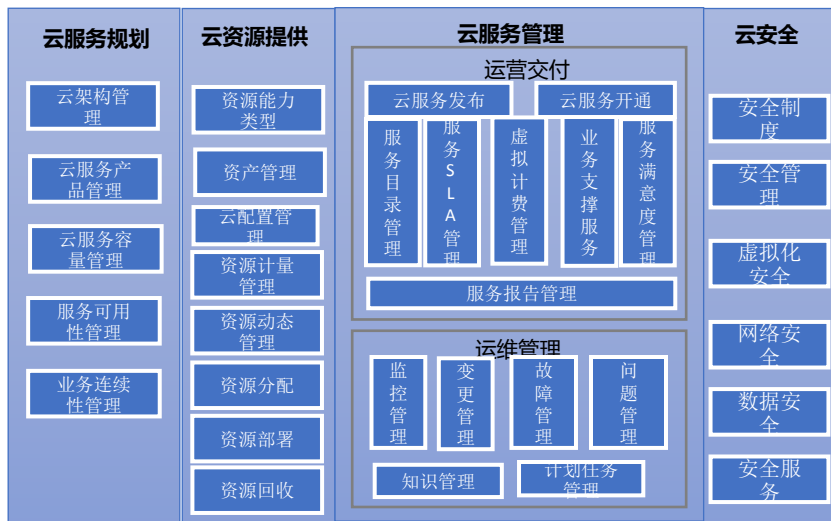 云服务规划
云架构管
理
云服务产
品管理
云服务容
量管理
服务可用
性管理
业务连续
性管理
云资源提供
资源能力
类型
资产管理
云配置管
理
资源计量
管理
资源动态
管理
资源分配
资源部署
资源回收
云服务管理
运营交付
云服务发布
云服务开通
服务目录管理
服务SLA管理
虚拟计费管理
业务支撑服务
服务满意度管理
服务报告管理
运维管理
监控管理
变更管理
故障管理
问题管理
知识管理
计划任务
管理
云安全
安全制
度
安全管
理
虚拟化
安全
网络安
全
数据安
全
安全服
务